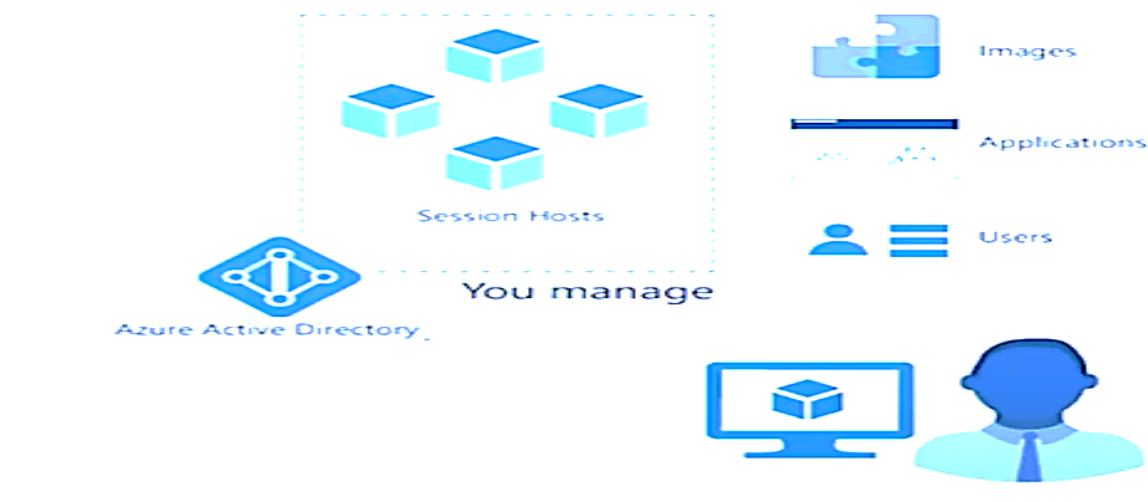 Images
Applications
Session Hosts
Users
You manage
Azure Active Directory